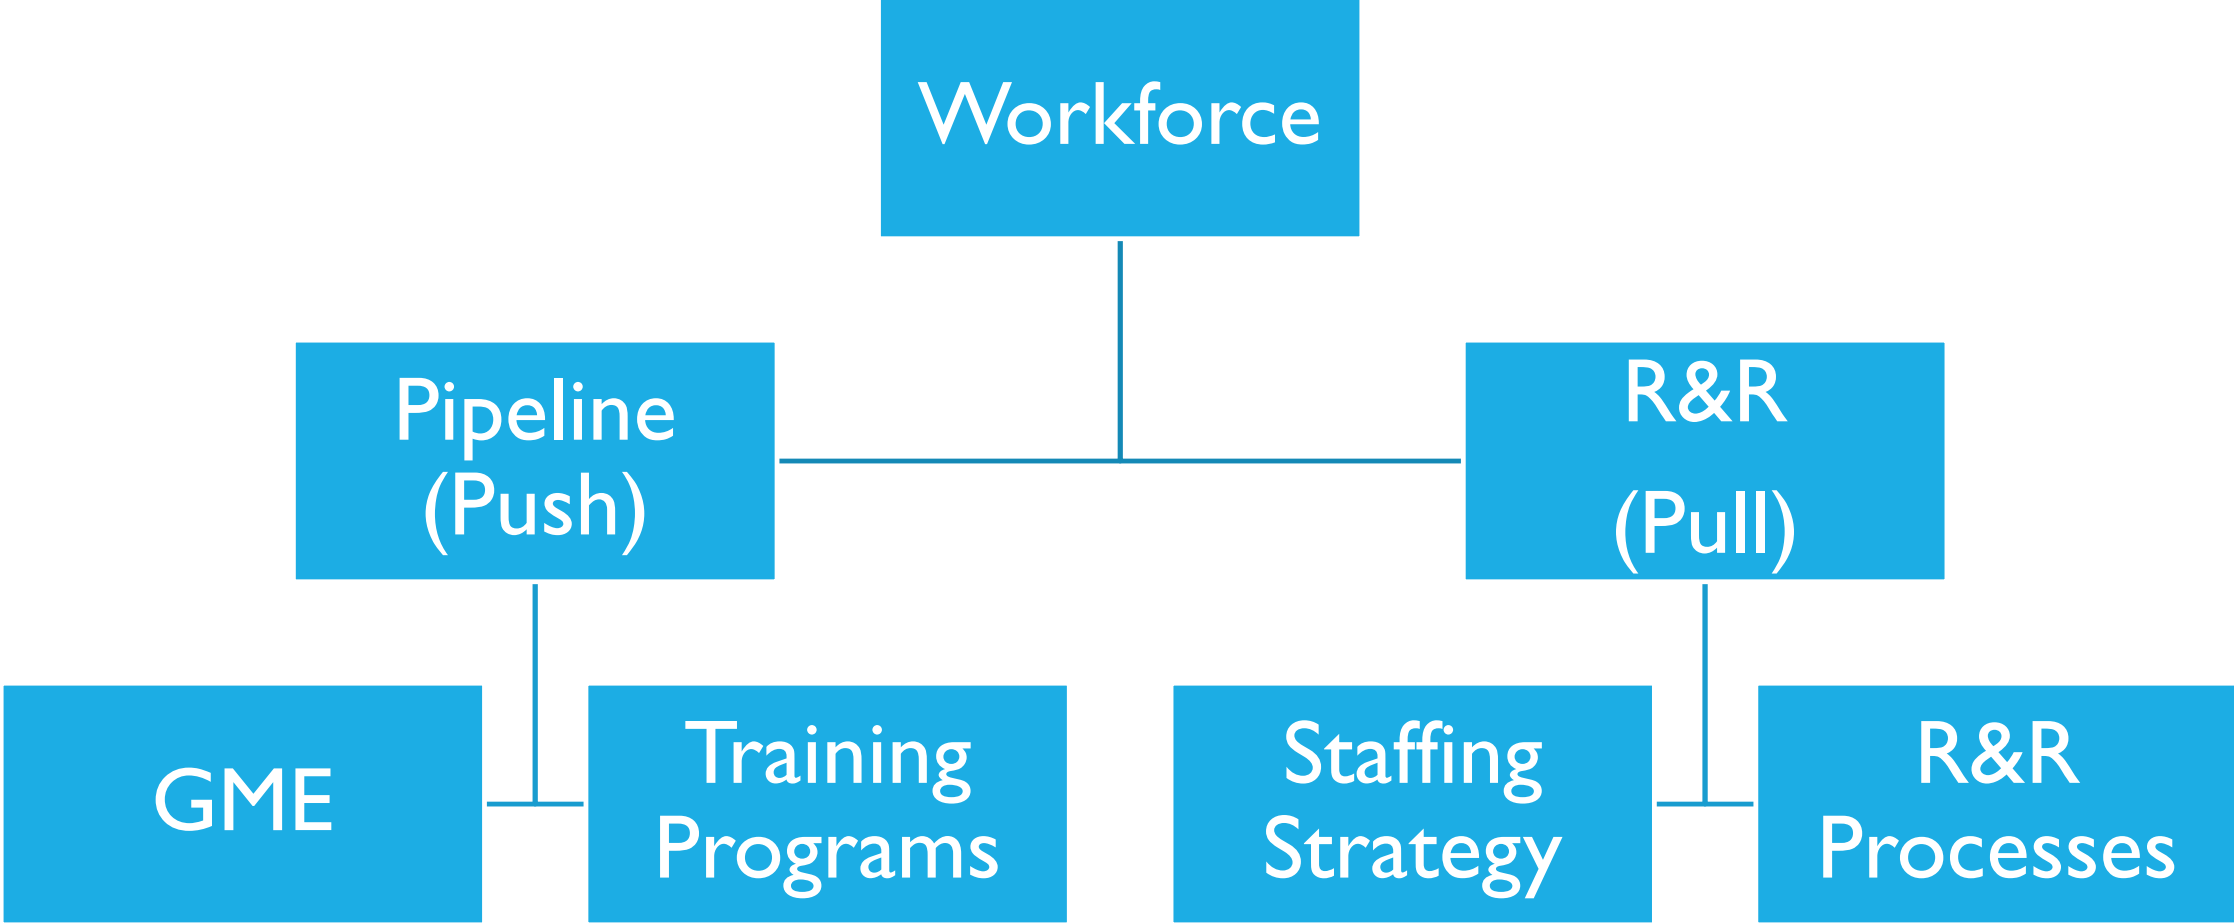 Workforce
Pipeline
(Push)
R&R
(Pull)
GME
Training
Programs
Staffing
Strategy
R&R
Processes